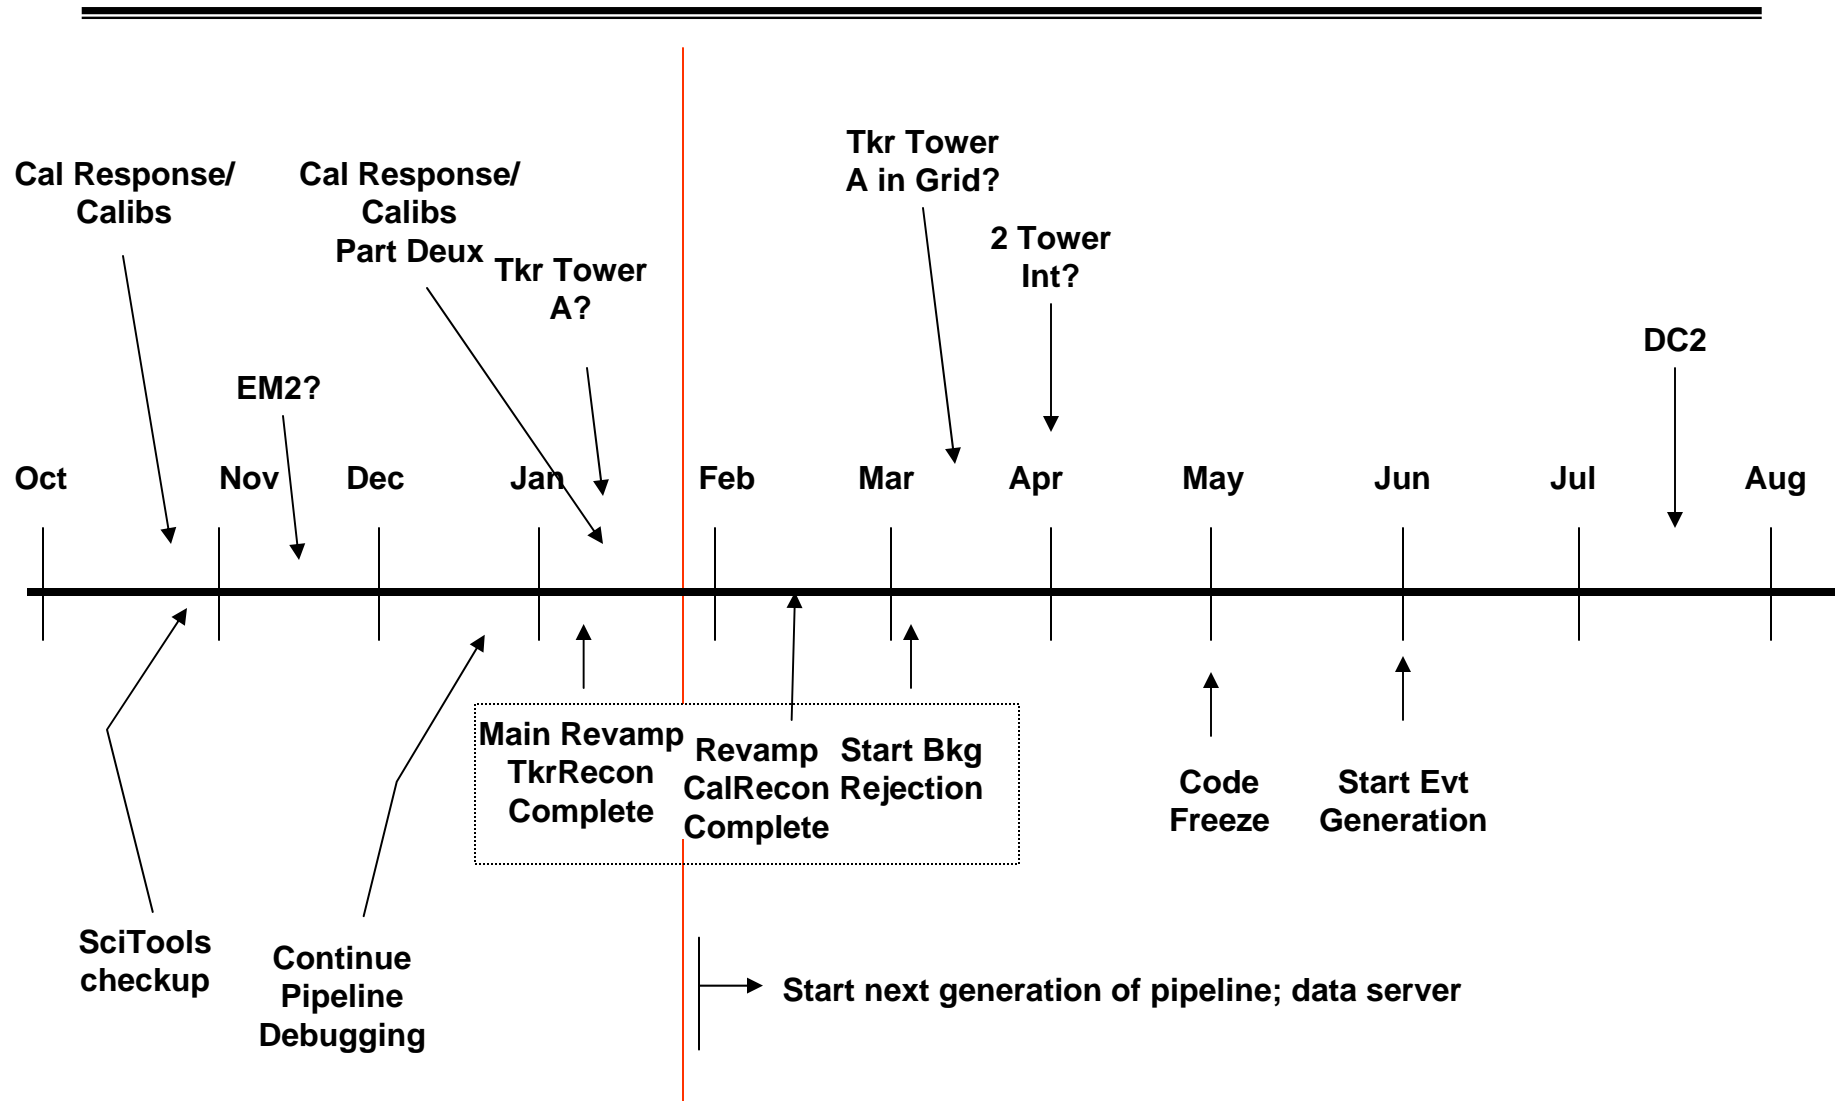 Tkr Tower
A in Grid?
Cal Response/
Calibs
Cal Response/
Calibs
Part Deux
Tkr Tower
A?
2 Tower
Int?
DC2
EM2?
Oct
Nov
Dec
Jan
Feb
Mar
Apr
May
Jun
Jul
Aug
Main Revamp
TkrRecon
Complete
Revamp
CalRecon
Complete
Start Bkg
Rejection
Code
Freeze
Start Evt
Generation
SciTools
checkup
Continue
Pipeline
Debugging
Start next generation of pipeline; data server